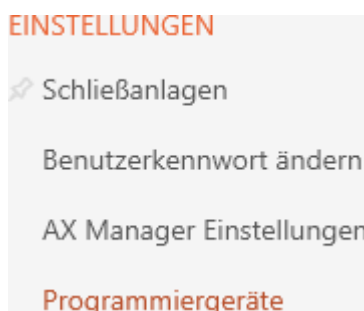 EINSTELLUNGEN
Schließanlagen
Benutzerkennwort ändern
AX Manager Einstellungen
Programmiergeräte